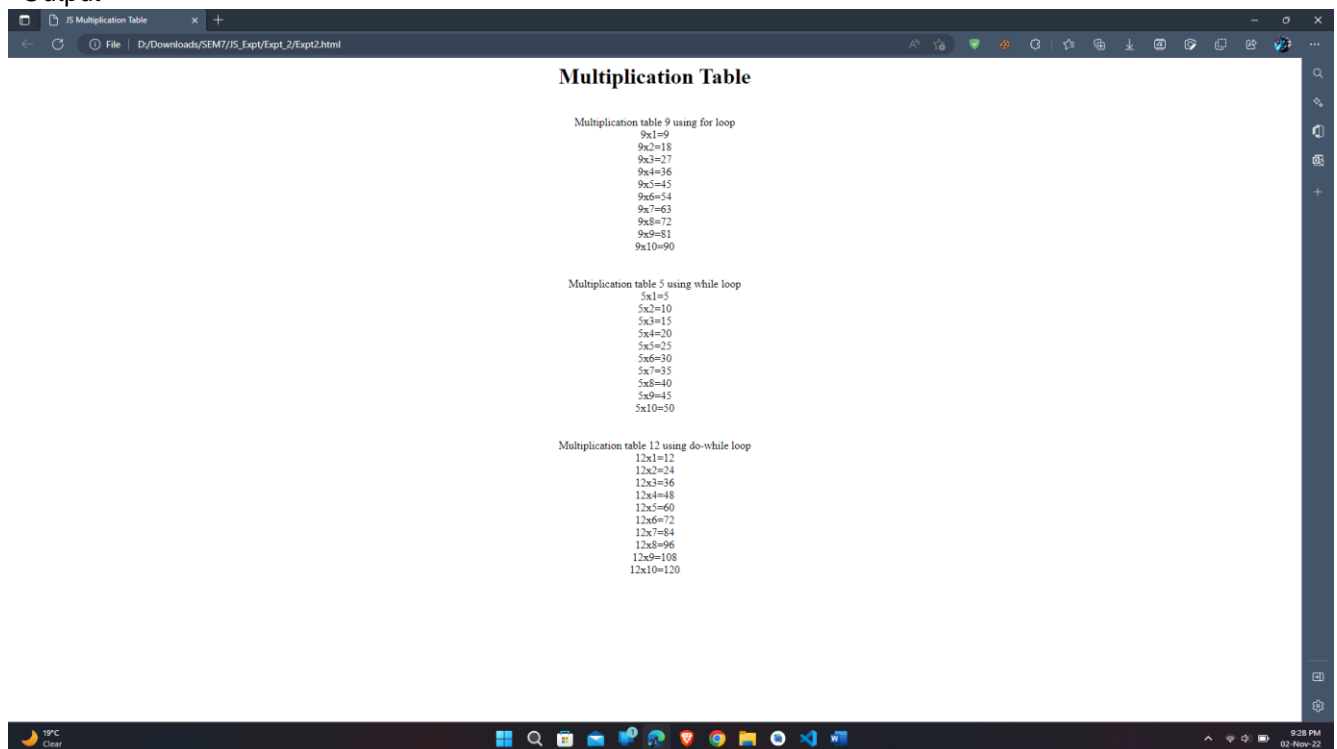 Output
JS Multiplication Table
File D:/Downloads/SEM7/JS_Expt/Expt_2/Expt2.html
Multiplication Table
Multiplication table 9 using for loop
9x1=9
9x2=18
9x3=27
9x4=36
9x5=45
9x6=54
9x7=63
9x8=72
9x9=81
9x10=90
Multiplication table 5 using while loop
5x1=5
5x2=10
5x3=15
5x4=20
5x5=25
5x6=30
5x7=35
5x8=40
5x9=45
5x10=50
Multiplication table 12 using do-while loop
12x1=12
12x2=24
12x3=36
12x4=48
12x5=60
12x6=72
12x7=84
12x8=96
12x9=108
12x10=120
19°C
Clear
9:28 PM
02-Nov-22